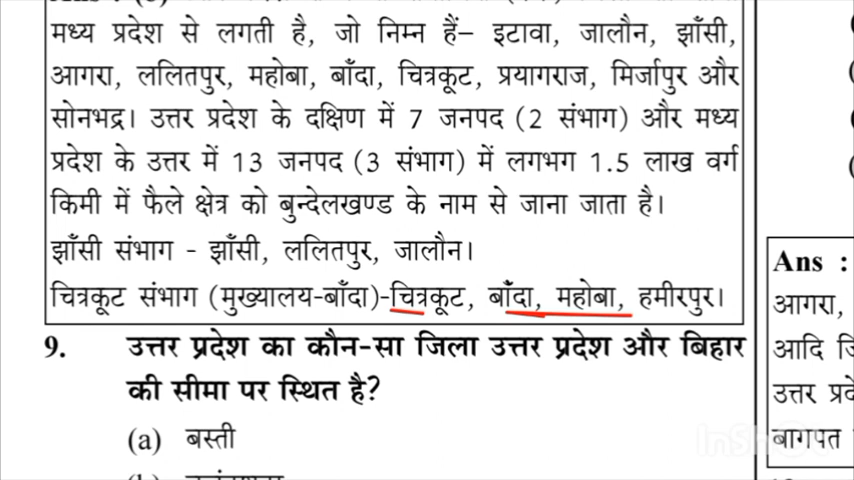 मध्य प्रदेश से लगती है, जो निम्न हैं– इटावा, जालौन, झाँसी,
आगरा, ललितपुर, महोबा, बाँदा, चित्रकूट, प्रयागराज, मिर्जापुर और
सोनभद्र। उत्तर प्रदेश के दक्षिण में 7 जनपद (2 संभाग) और मध्य
प्रदेश के उत्तर में 13 जनपद (3 संभाग) में लगभग 1.5 लाख वर्ग
किमी में फैले क्षेत्र को बुन्देलखण्ड के नाम से जाना जाता है।
झाँसी संभाग - झाँसी, ललितपुर, जालौन।
चित्रकूट संभाग (मुख्यालय-बाँदा)-चित्रकूट, बाँदा, महोबा, हमीरपुर।
9. उत्तर प्रदेश का कौन-सा जिला उत्तर प्रदेश और बिहार
की सीमा पर स्थित है?
(a) बस्ती
Ans :
आगरा,
आदि
उत्तर
बागपत
InShot